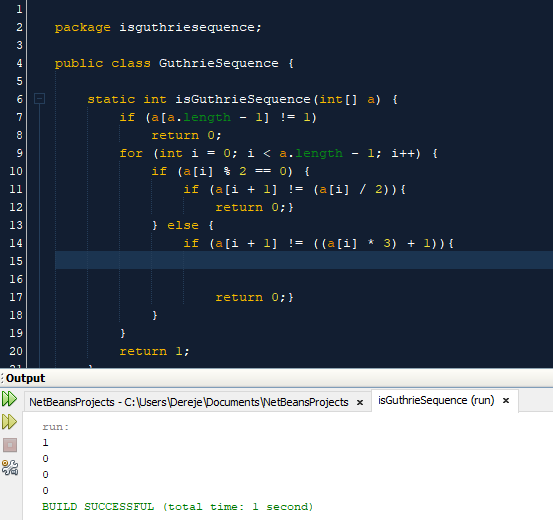 1
2 package isguthriesequence;
3
4 public class GuthrieSequence {
5
6 static int isGuthrieSequence(int[] a) {
7 if (a[a.length - 1] != 1)
8 return 0;
9 for (int i = 0; i < a.length - 1; i++) {
10 if (a[i] % 2 == 0) {
11 if (a[i + 1] != (a[i] / 2)){
12 return 0;}
13 } else {
14 if (a[i + 1] != ((a[i] * 3) + 1)){
15
16
17 return 0;}
18 }
19 }
20 return 1;
Output
NetBeansProjects - C:\Users\Dereje\Documents\NetBeansProjects × isGuthrieSequence (run) ×
run:
1
0
0
0
BUILD SUCCESSFUL (total time: 1 second)